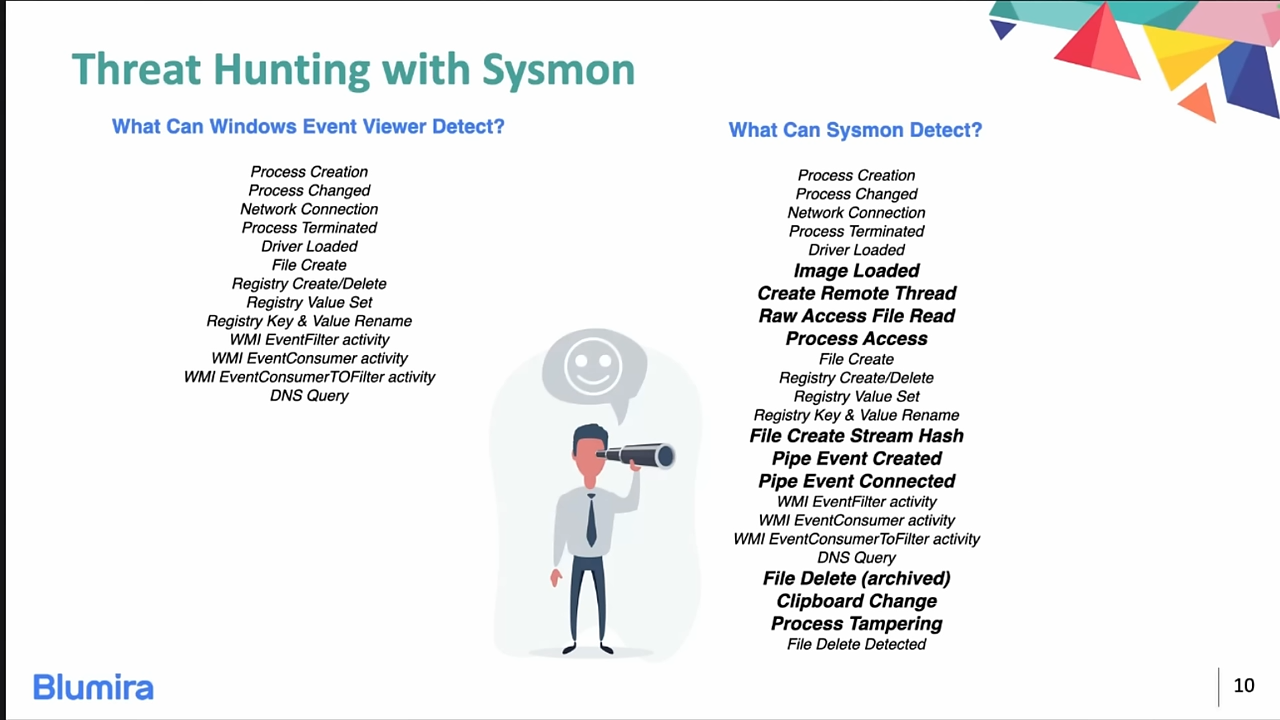 Threat Hunting with Sysmon
What Can Windows Event Viewer Detect?
Process Creation
Process Changed
Network Connection
Process Terminated
Driver Loaded
File Create
Registry Create/Delete
Registry Value Set
Registry Key & Value Rename
WMI EventFilter activity
WMI EventConsumer activity
WMI EventConsumerTOFilter activity
DNS Query
What Can Sysmon Detect?
Process Creation
Process Changed
Network Connection
Process Terminated
Driver Loaded
Image Loaded
Create Remote Thread
Raw Access File Read
Process Access
File Create
Registry Create/Delete
Registry Value Set
Registry Key & Value Rename
File Create Stream Hash
Pipe Event Created
Pipe Event Connected
WMI EventFilter activity
WMI EventConsumer activity
WMI EventConsumerToFilter activity
DNS Query
File Delete (archived)
Clipboard Change
Process Tampering
File Delete Detected
Blumira
10